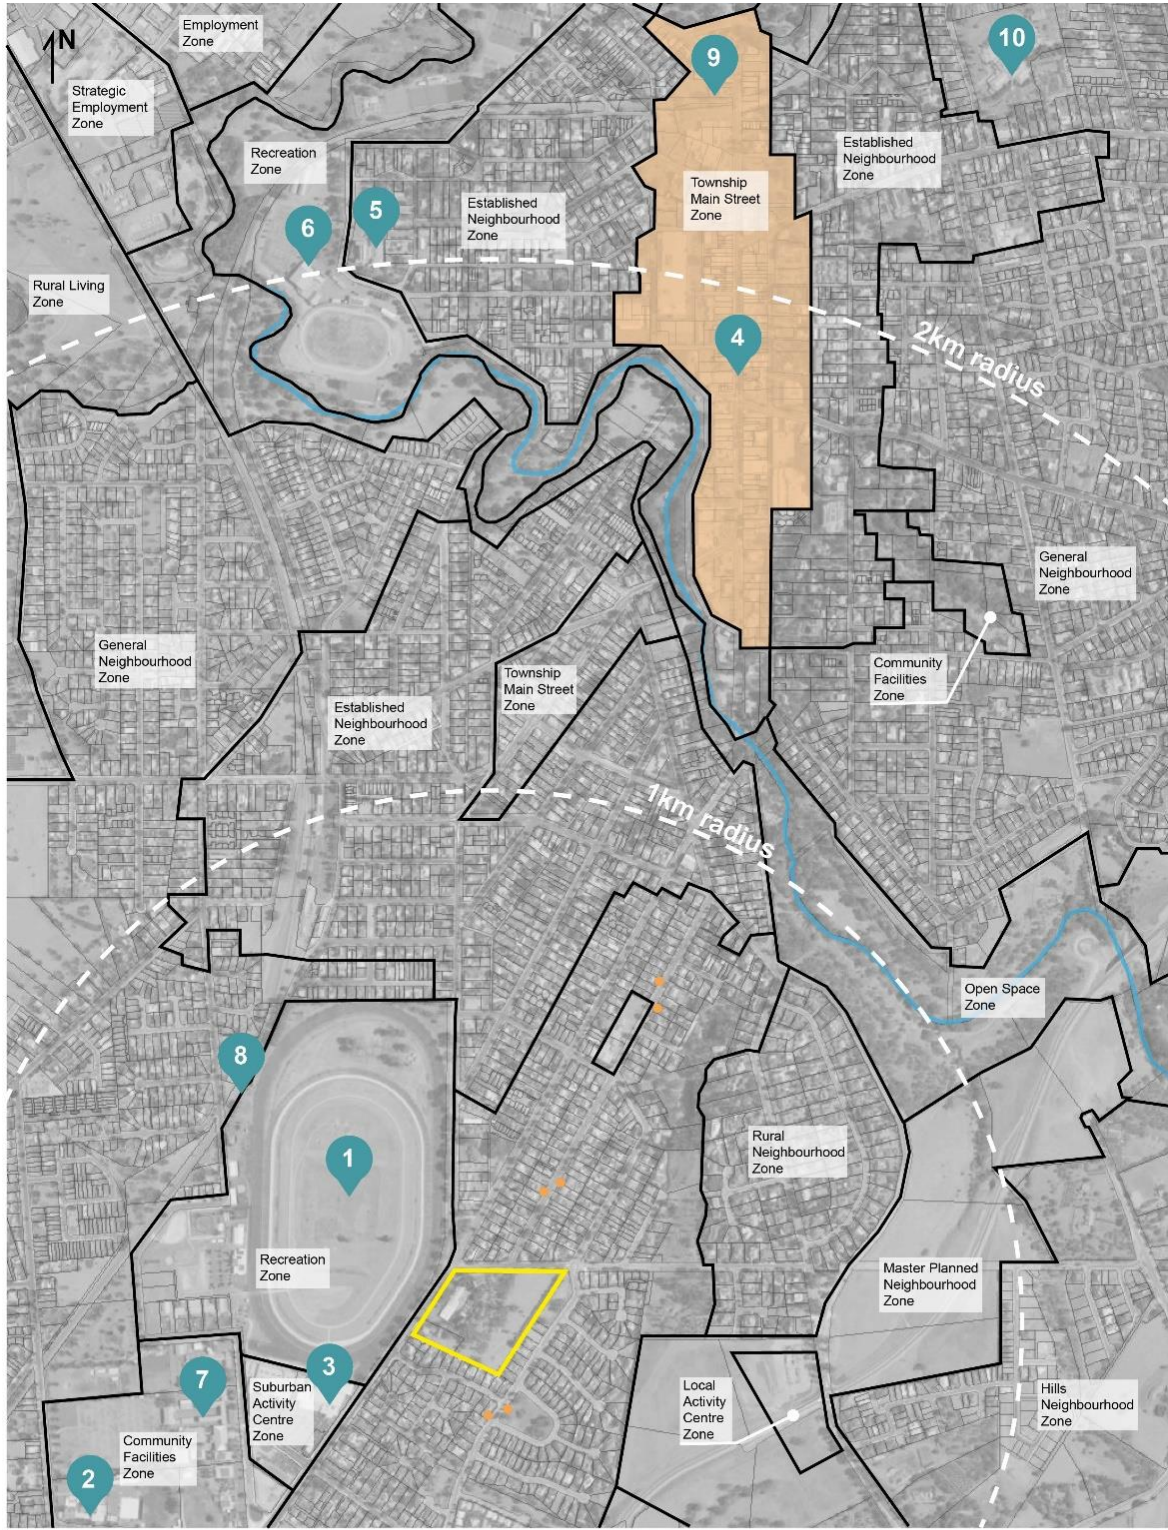 Employment
Zone
N
10
9
Strategic
Employment
Zone
Recreation
Zone
Established
Neighbourhood
Zone
Township
Main Street
Zone
5
Established
Neighbourhood
Zone
6
Rural Living
Zone
4
2km radius
General
Neighbourhood
Zone
General
Neighbourhood
Zone
Community
Facilities
Zone
Township
Main Street
Zone
Established
Neighbourhood
Zone
1km radius
Open Space
Zone
8
1
Rural
Neighbourhood
Zone
Recreation
Zone
Master Planned
Neighbourhood
Zone
3
7
Suburban
Activity
Centre
Zone
Local
Activity
Centre
Zone
Hills
Neighbourhood
Zone
Community
Facilities
Zone
2